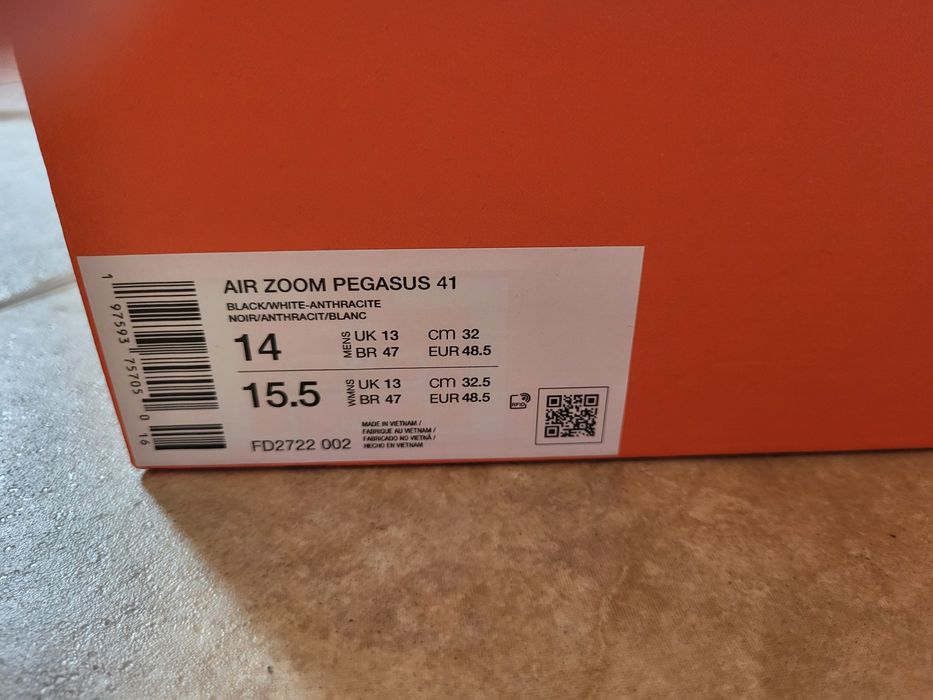 AIR ZOOM PEGASUS 41
BLACK/WHITE-ANTHRACITE
NOIR/ANTHRACIT/BLANC
14 MENS UK 13 cm 32
BR 47 EUR 48.5
15.5 WMNS UK 13 cm 32.5
BR 47 EUR 48.5
MADE IN VIETNAM /
FABRIQUE AU VIETNAM /
FABRICADO NO VIETNÃ /
HECHO EN VIETNAM
FD2722 002
RFID
1 97593 75705 0 16